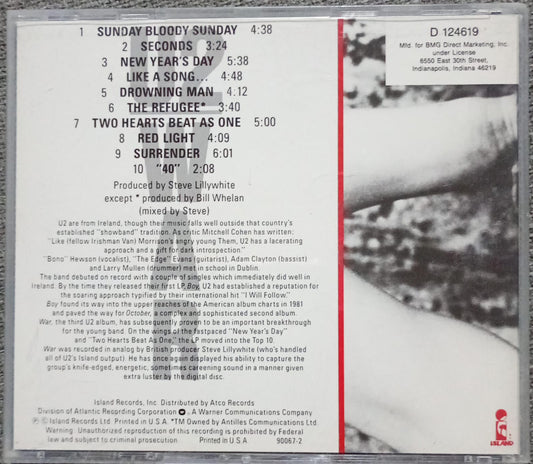 1 SUNDAY BLOODY SUNDAY 4:38
2 SECONDS 3:24
3 NEW YEAR'S DAY 5:38
4 LIKE A SONG... 4:48
5 DROWNING MAN 4.12
6 THE REFUGEE* 3:40
7 TWO HEARTS BEAT AS ONE 5:00
8 RED LIGHT 4:09
9 SURRENDER 6:01
10 "40" 2:08
Produced by Steve Lillywhite
except * produced by Bill Whelan
(mixed by Steve)
U2 are from Ireland, though their music falls well outside that country's
established "showband" tradition. As critic Mitchell Cohen has written:
"Like (fellow Irishman Van) Morrison's angry young Them, U2 has a lacerating
approach and a gift for dark introspection."
"Bono" Hewson (vocalist), "The Edge" Evans (guitarist), Adam Clayton (bassist)
and Larry Mullen (drummer) met in school in Dublin.
The band debuted on record with a couple of singles which immediately did well in
Ireland. By the time they released their first LP, Boy, U2 had established a reputation for
the soaring approach typified by their international hit "I Will Follow."
Boy found its way into the upper reaches of the American album charts in 1981
and paved the way for October, a complex and sophisticated second album.
War, the third U2 album, has subsequently proven to be an important breakthrough
for the young band. On the wings of the fastpaced "New Year's Day"
and "Two Hearts Beat As One," the LP moved into the Top 10.
War was recorded in analog by British producer Steve Lillywhite (who's handled
all of U2's Island output). He has once again displayed his ability to capture the
group's knife-edged, energetic, sometimes careening sound in a manner given
extra luster by the digital disc.
Island Records, Inc. Distributed by Atco Records
Division of Atlantic Recording Corporation, A Warner Communications Company
℗ © Island Records Ltd. Printed in U.S.A. *TM Owned by Antilles Communications Ltd.
Warning: Unauthorized reproduction of this recording is prohibited by Federal
law and subject to criminal prosecution. Printed in U.S.A. 90067-2
D 124619
Mfd. for BMG Direct Marketing, Inc.
under License
6550 East 30th Street,
Indianapolis, Indiana 46219
ISLAND
U2
WAR